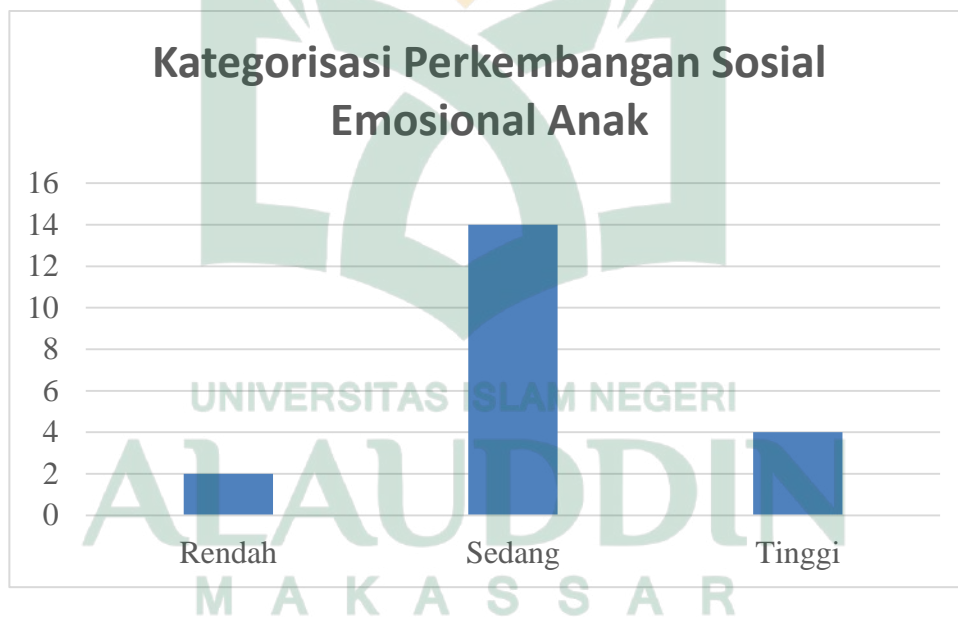 Kategorisasi Perkembangan Sosial
Emosional Anak
16
14
12
10
8
6
4
2
0
Rendah Sedang Tinggi
UNIVERSITAS ISLAM NEGERI
ALAUDDIN
MAKASSAR